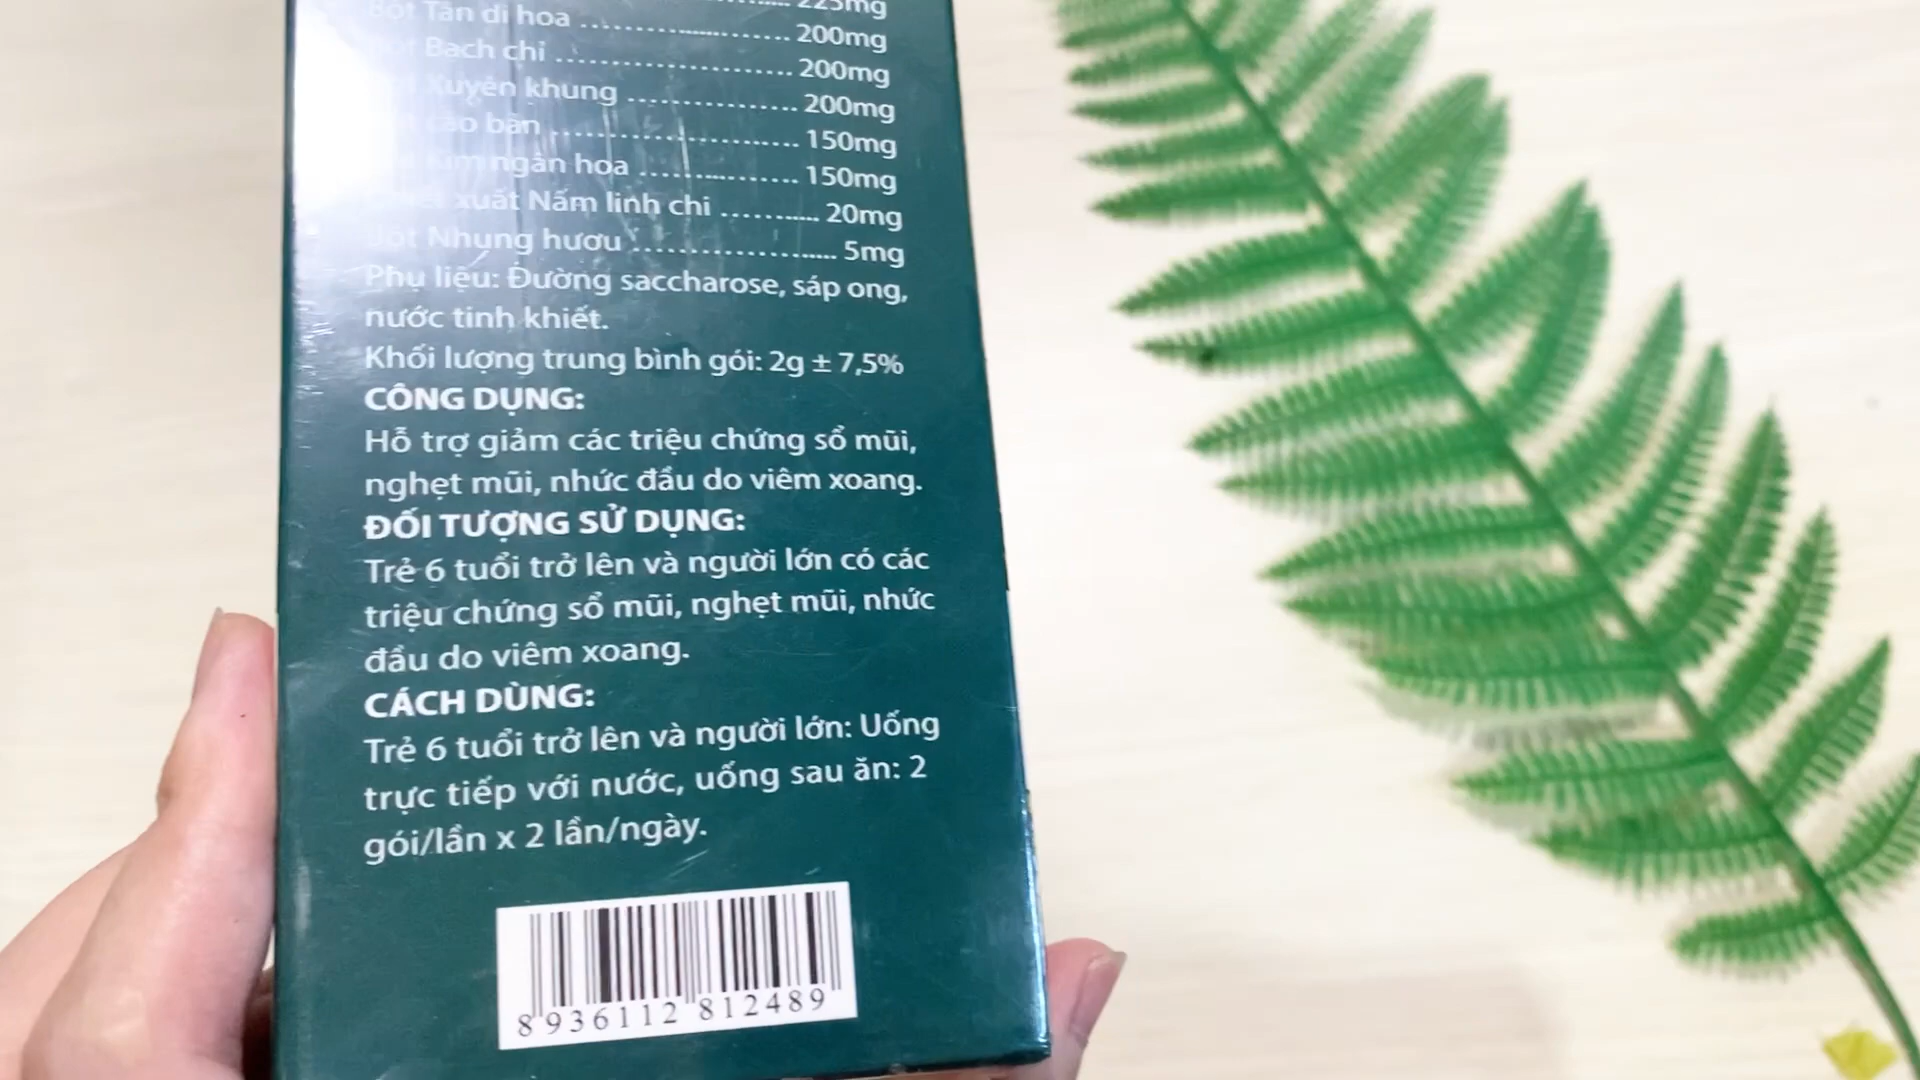 ........ 225mg
Bột Tân di hoa ........................ 200mg
Bạch chỉ ........................ 200mg
Xuyên khung ................. 200mg
cao bản ......................... 150mg
Kim ngân hoa ................ 150mg
xuất Nấm linh chi ........... 20mg
Bột Nhung hươu ...................... 5mg
Phụ liệu: Đường saccharose, sáp ong,
nước tinh khiết.
Khối lượng trung bình gói: 2g ± 7,5%
CÔNG DỤNG:
Hỗ trợ giảm các triệu chứng sổ mũi,
nghẹt mũi, nhức đầu do viêm xoang.
ĐỐI TƯỢNG SỬ DỤNG:
Trẻ 6 tuổi trở lên và người lớn có các
triệu chứng sổ mũi, nghẹt mũi, nhức
đầu do viêm xoang.
CÁCH DÙNG:
Trẻ 6 tuổi trở lên và người lớn: Uống
trực tiếp với nước, uống sau ăn: 2
gói/lần x 2 lần/ngày.
8 936112 812489